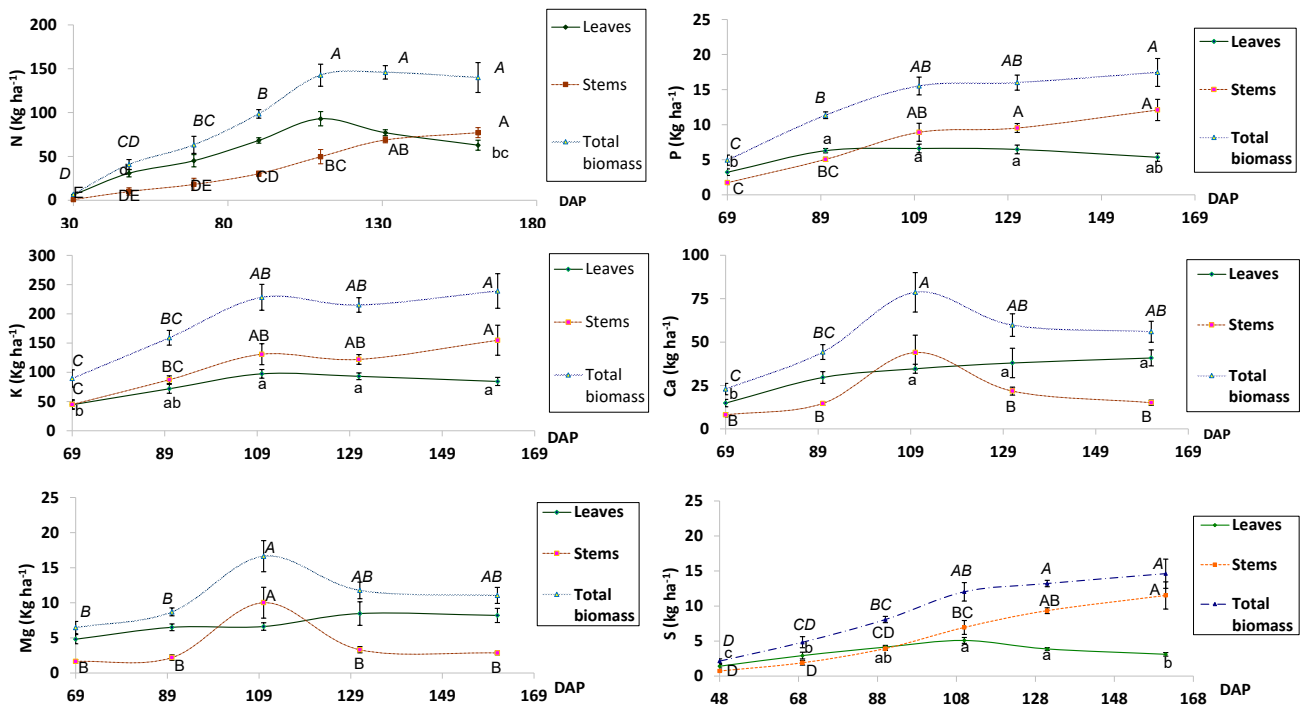 N (Kg ha⁻¹)
200
150
100
50
0
30
80
130
180
DAP
D
CD
BC
B
A
A
A
E
d
DE
DE
CD
BC
AB
A
bc
Leaves
Stems
Total
biomass
P (Kg ha⁻¹)
25
20
15
10
5
0
69
89
109
129
149
169
DAP
C
B
AB
AB
A
b
a
a
a
ab
C
BC
AB
A
A
Leaves
Stems
Total
biomass
K (Kg ha⁻¹)
300
250
200
150
100
50
0
69
89
109
129
149
169
DAP
C
BC
AB
AB
A
C
BC
AB
AB
A
b
ab
a
a
a
Leaves
Stems
Total
biomass
Ca (kg ha⁻¹)
100
75
50
25
0
69
89
109
129
149
169
DAP
C
BC
A
AB
AB
b
a
a
a
B
B
B
B
Leaves
Stems
Total
biomass
Mg (Kg ha⁻¹)
25
20
15
10
5
0
69
89
109
129
149
169
DAP
B
B
A
AB
AB
A
B
B
B
B
Leaves
Stems
Total
biomass
S (Kg ha⁻¹)
25
20
15
10
5
0
48
68
88
108
128
148
168
DAP
D
CD
BC
AB
A
A
c
b
ab
a
a
b
D
D
CD
BC
AB
A
Leaves
Stems
Total
biomass